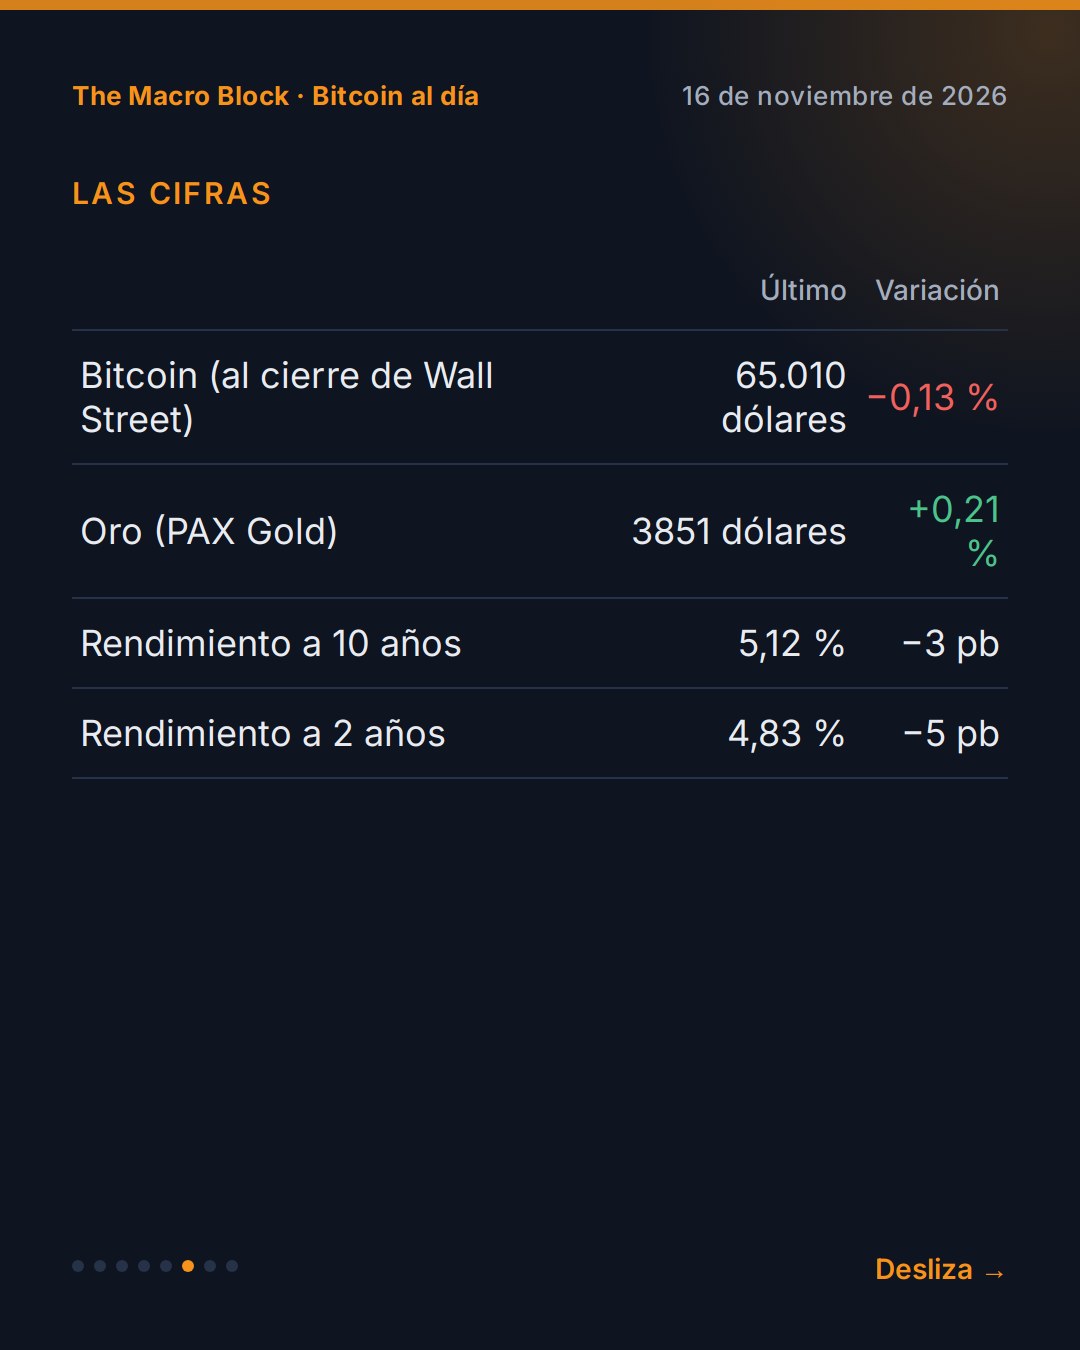 The Macro Block · Bitcoin al día
16 de noviembre de 2026
LAS CIFRAS
Último Variación
Bitcoin (al cierre de Wall Street) 65.010 dólares −0,13 %
Oro (PAX Gold) 3851 dólares +0,21 %
Rendimiento a 10 años 5,12 % −3 pb
Rendimiento a 2 años 4,83 % −5 pb
Desliza →